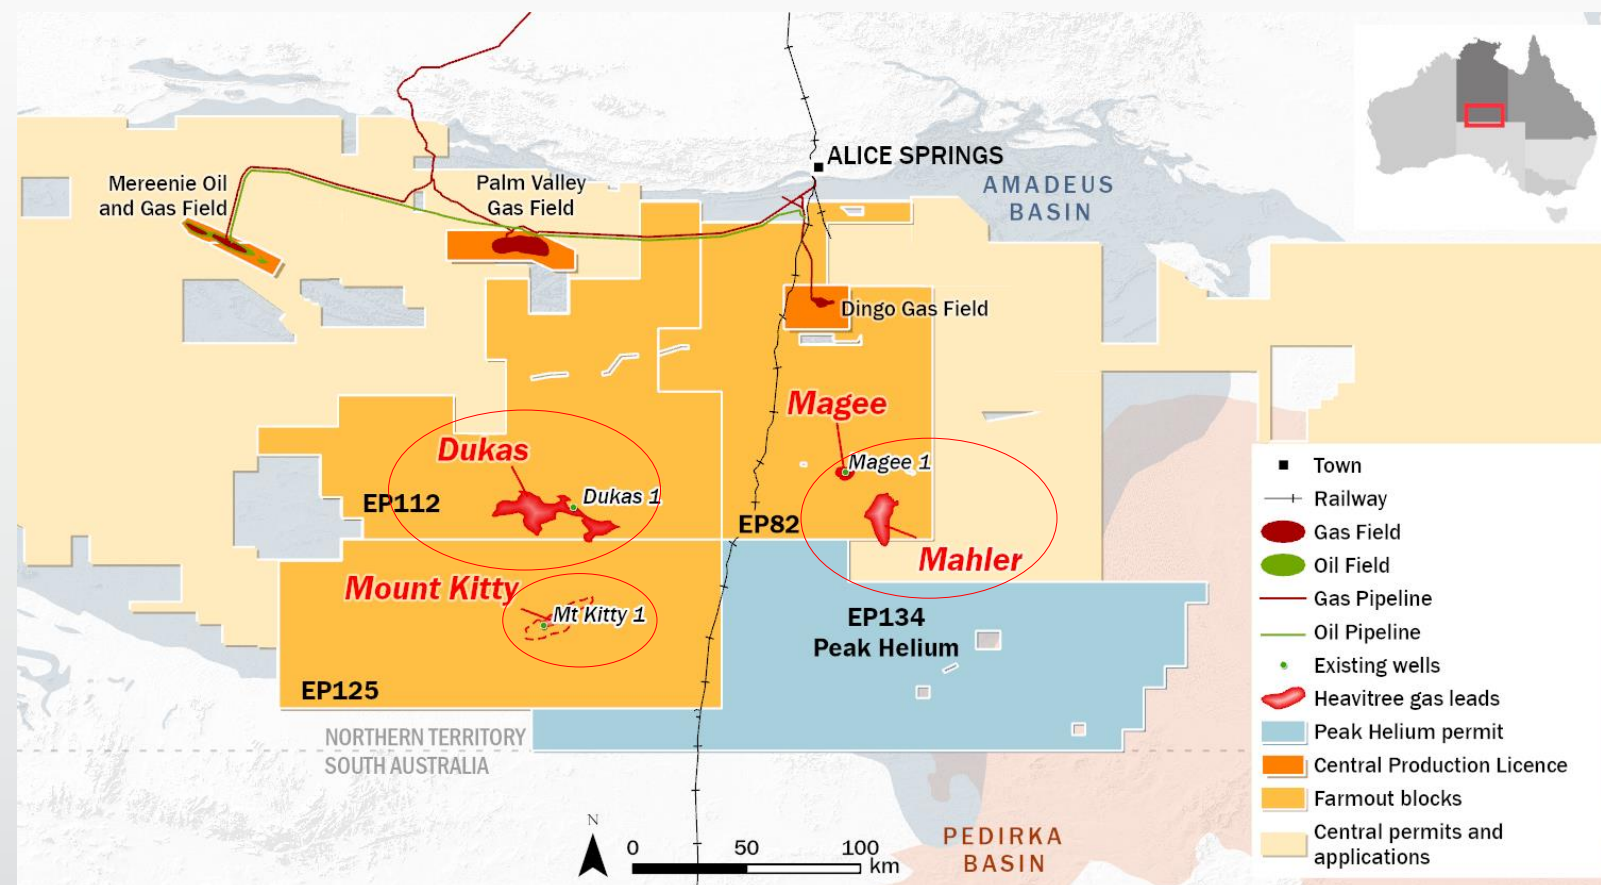 ALICE SPRINGS
AMADEUS
BASIN
Mereenie Oil
and Gas Field
Palm Valley
Gas Field
Dingo Gas Field
Magee
Magee 1
Dukas
Dukas 1
EP112
EP82
Mahler
Mount Kitty
Mt Kitty 1
EP134
Peak Helium
EP125
NORTHERN TERRITORY
SOUTH AUSTRALIA
PEDIRKA
BASIN
N
0 50 100
km
Town
Railway
Gas Field
Oil Field
Gas Pipeline
Oil Pipeline
Existing wells
Heavitree gas leads
Peak Helium permit
Central Production Licence
Farmout blocks
Central permits and
applications